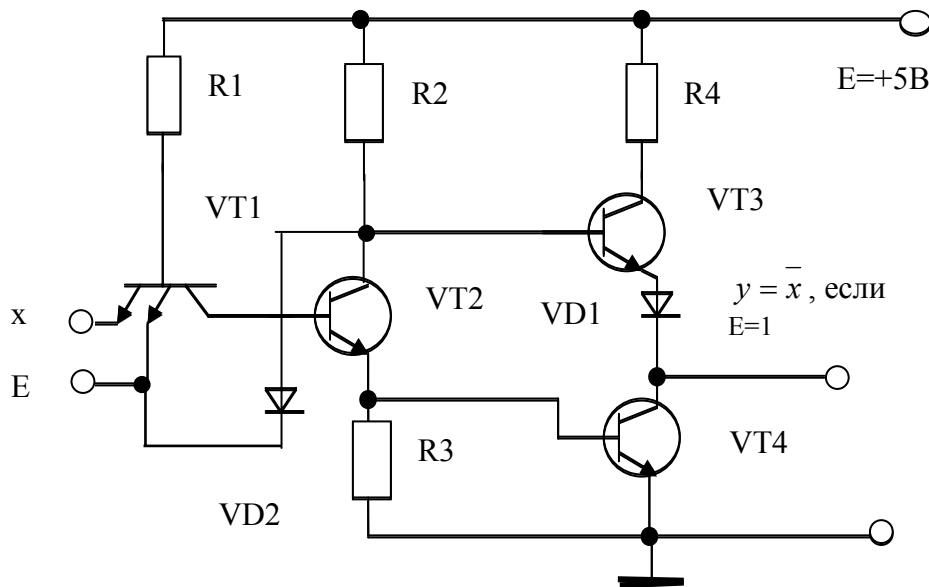 R1
R2
R4
E=+5В
VT1
VT3
VT2
VD1
y = x̅ , если
E=1
x
E
R3
VT4
VD2